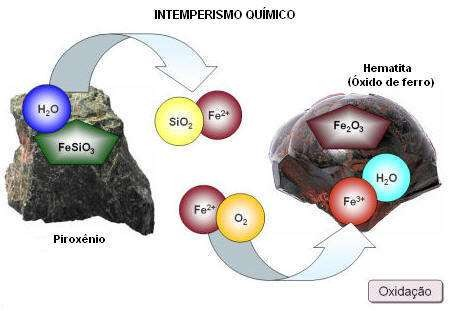 INTEMPERISMO QUÍMICO
Hematita
(Óxido de ferro)
H₂O
FeSiO₃
Piroxênio
SiO₂
Fe²⁺
Fe²⁺
O₂
Fe₂O₃
H₂O
Fe³⁺
Oxidação